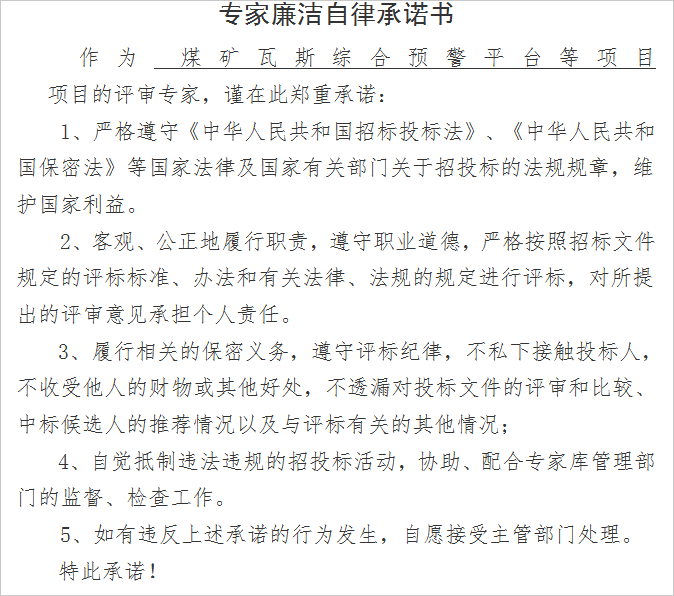 专家廉洁自律承诺书
作为 煤矿瓦斯综合预警平台等项目
项目的评审专家，谨在此郑重承诺：
1、严格遵守《中华人民共和国招标投标法》、《中华人民共和
国保密法》等国家法律及国家有关部门关于招投标的法规规章，维
护国家利益。
2、客观、公正地履行职责，遵守职业道德，严格按照招标文件
规定的评标标准、办法和有关法律、法规的规定进行评标，对所提
出的评审意见承担个人责任。
3、履行相关的保密义务，遵守评标纪律，不私下接触投标人，
不收受他人的财物或其他好处，不透漏对投标文件的评审和比较、
中标候选人的推荐情况以及与评标有关的其他情况；
4、自觉抵制违法违规的招投标活动，协助、配合专家库管理部
门的监督、检查工作。
5、如有违反上述承诺的行为发生，自愿接受主管部门处理。
特此承诺！